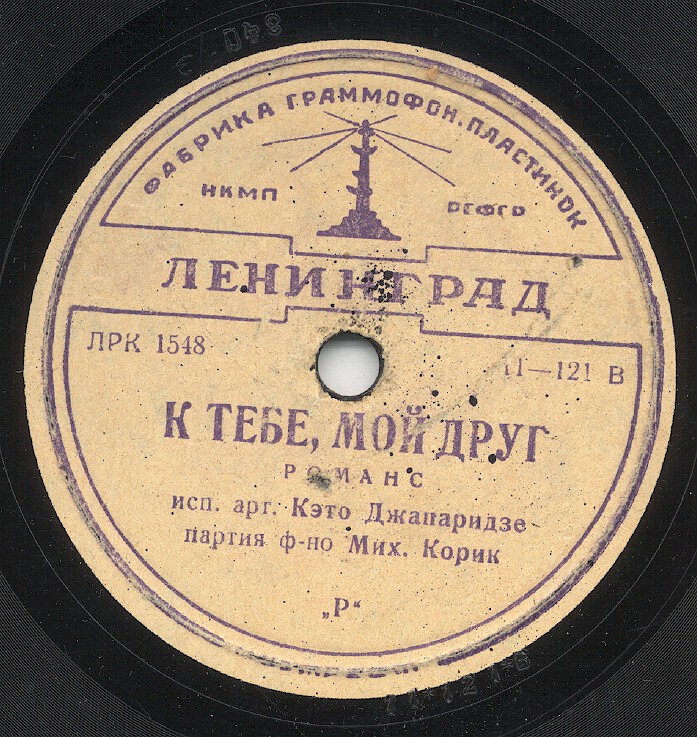 ФАБРИКА ГРАММОФОН. ПЛАСТИНОК
НКМП РСФСР
ЛЕНИНГРАД
ЛРК 1548 11—121 В
К ТЕБЕ, МОЙ ДРУГ
РОМАНС
исп. арт. Кэто Джапаридзе
партия ф-но Мих. Корик
„Р“